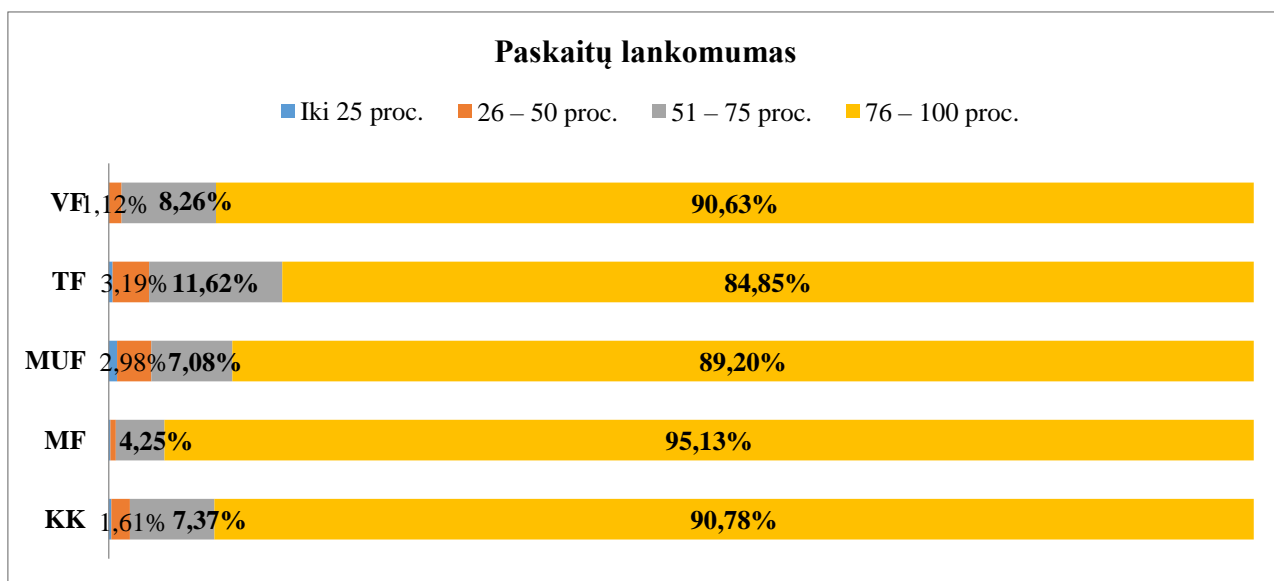 Paskaitų lankomumas
Iki 25 proc. 26 – 50 proc. 51 – 75 proc. 76 – 100 proc.
VF 1,12% 8,26% 90,63%
TF 3,19% 11,62% 84,85%
MUF 2,98% 7,08% 89,20%
MF 4,25% 95,13%
KK 1,61% 7,37% 90,78%